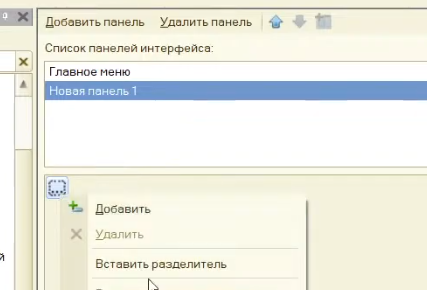 Добавить панель Удалить панель
Список панелей интерфейса:
Главное меню
Новая панель 1
Добавить
Удалить
Вставить разделитель